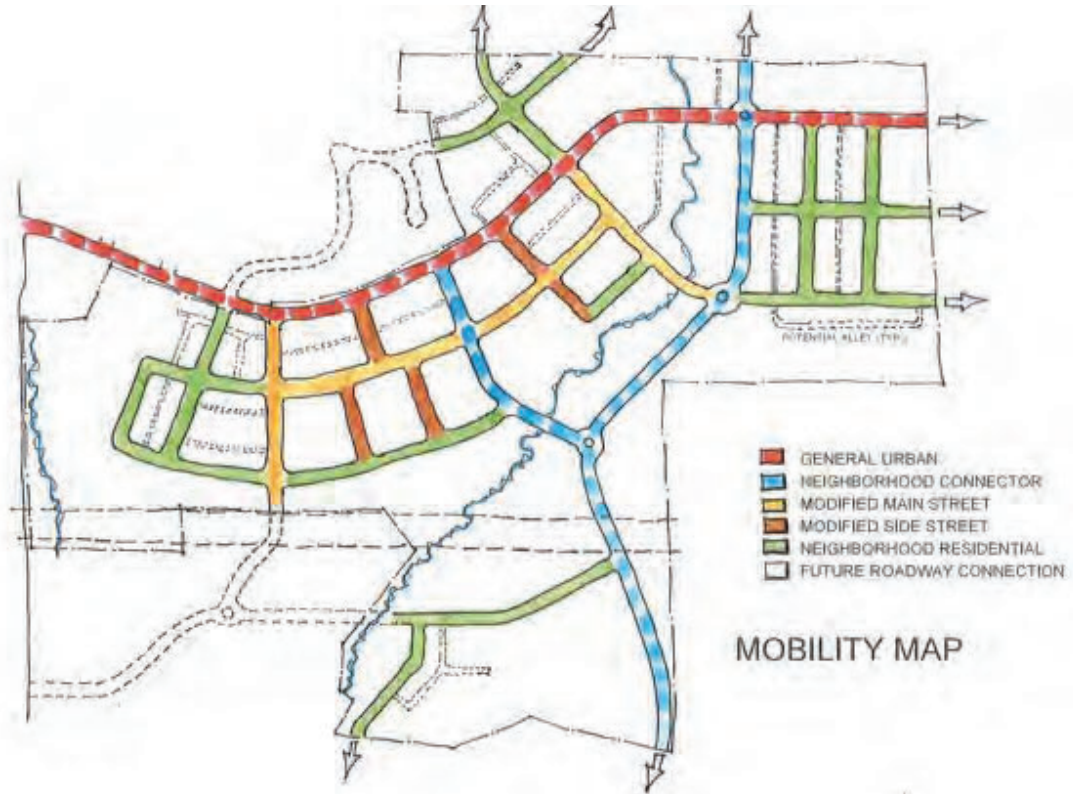 POTENTIAL ALLEY (TYP.)
GENERAL URBAN
NEIGHBORHOOD CONNECTOR
MODIFIED MAIN STREET
MODIFIED SIDE STREET
NEIGHBORHOOD RESIDENTIAL
FUTURE ROADWAY CONNECTION
MOBILITY MAP